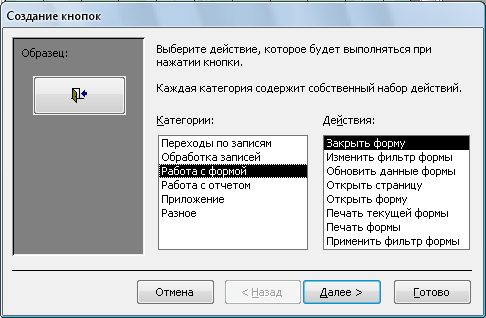 Создание кнопок
Образец:
Выберите действие, которое будет выполняться при
нажатии кнопки.
Каждая категория содержит собственный набор действий.
Категории:
Переходы по записям
Обработка записей
Работа с формой
Работа с отчетом
Приложение
Разное
Действия:
Закрыть форму
Изменить фильтр формы
Обновить данные формы
Открыть страницу
Открыть форму
Печать текущей формы
Печать формы
Применить фильтр формы
Отмена
< Назад
Далее >
Готово